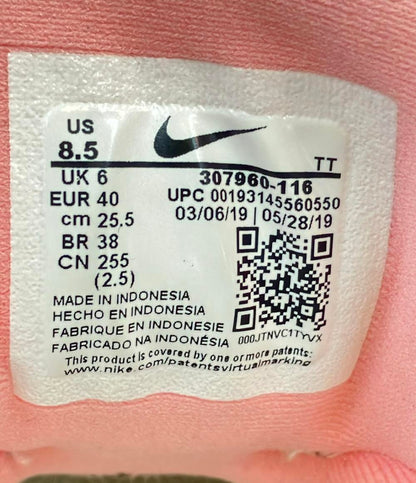 US
8.5
TT
UK 6
307960-116
EUR 40
UPC 00193145560550
cm 25.5
03/06/19 | 05/28/19
BR 38
CN 255
(2.5)
MADE IN INDONESIA
HECHO EN INDONESIA
FABRIQUE EN INDONESIE
FABRICADO NA INDONÉSIA
000JTNVC1TYVX
This product is covered by one or more patents:
www.nike.com/patentsvirtualmarking